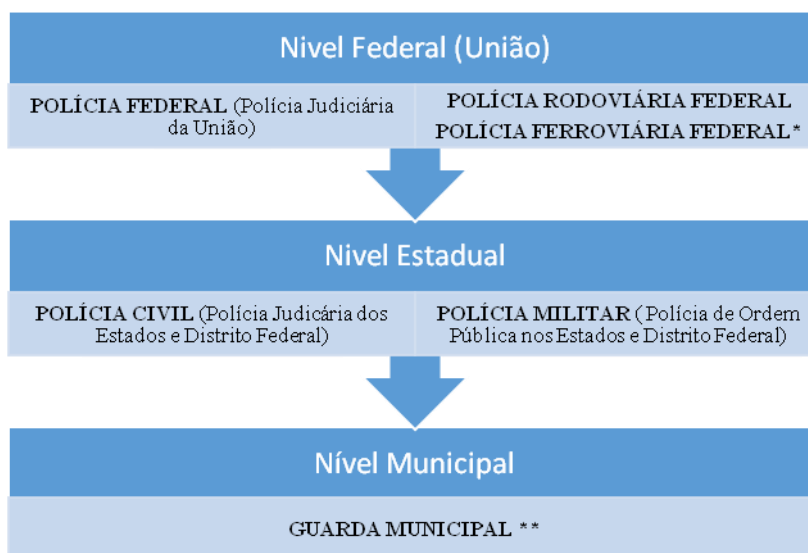 Nivel Federal (União)
POLÍCIA FEDERAL (Polícia Judiciária
da União)
POLÍCIA RODOVIÁRIA FEDERAL
POLÍCIA FERROVIÁRIA FEDERAL*
Nivel Estadual
POLÍCIA CIVIL (Polícia Judicária dos
Estados e Distrito Federal)
POLÍCIA MILITAR (Polícia de Ordem
Pública nos Estados e Distrito Federal)
Nível Municipal
GUARDA MUNICIPAL **